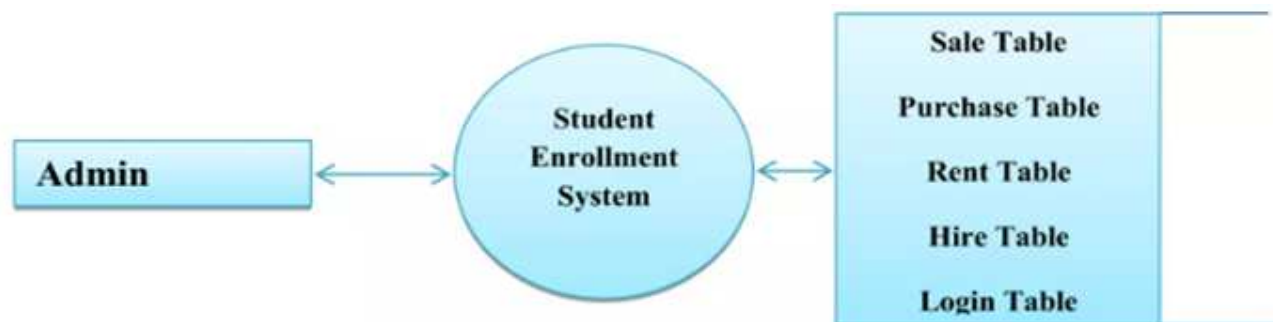 Admin
Student
Enrollment
System
Sale Table
Purchase Table
Rent Table
Hire Table
Login Table